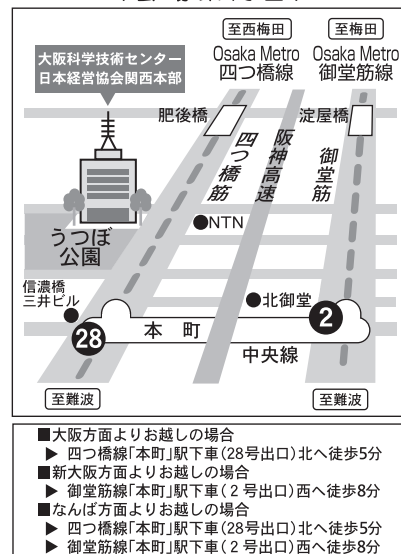 至西梅田
至梅田
Osaka Metro
四つ橋線
Osaka Metro
御堂筋線
大阪科学技術センター
日本経営協会関西本部
肥後橋
淀屋橋
四つ橋筋
阪神高速
御堂筋
●NTN
うつぼ
公園
信濃橋
三井ビル
●北御堂
28
本町
2
中央線
至難波
至難波
■大阪方面よりお越しの場合
▶ 四つ橋線「本町」駅下車(28号出口)北へ徒歩5分
■新大阪方面よりお越しの場合
▶ 御堂筋線「本町」駅下車(2号出口)西へ徒歩8分
■なんば方面よりお越しの場合
▶ 四つ橋線「本町」駅下車(28号出口)北へ徒歩5分
▶ 御堂筋線「本町」駅下車(2号出口)西へ徒歩8分